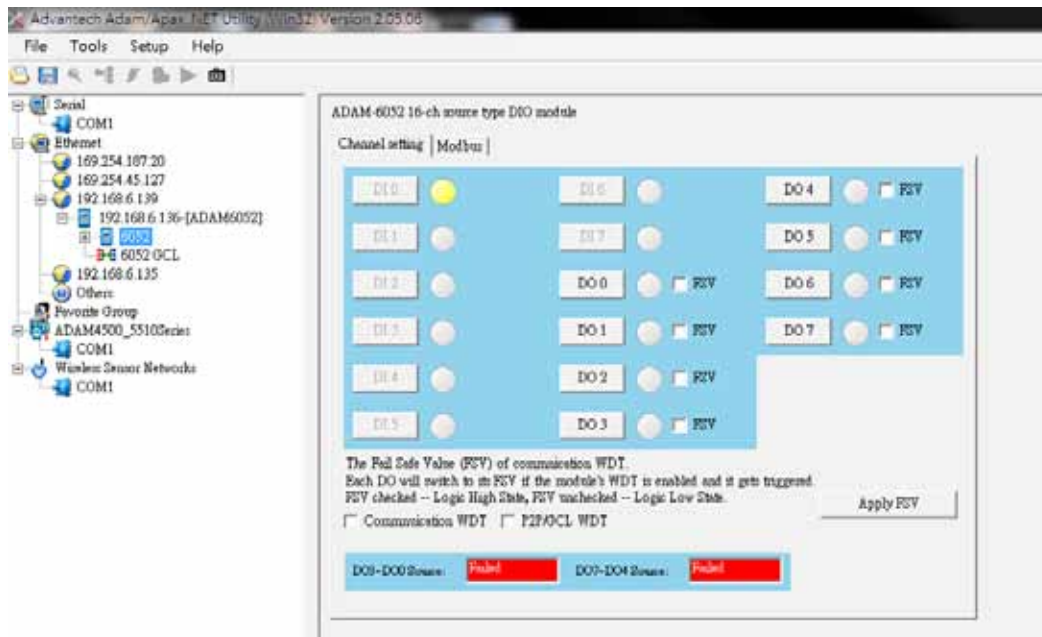 Advantech Adam/Apax .NET Utility (Win32) Version 2.05.06
File Tools Setup Help
Serial
COM1
Ethernet
169.254.187.20
169.254.45.127
192.168.6.139
192.168.6.136-[ADAM6052]
6052
6052 GCL
192.168.6.135
Others
Favorite Group
ADAM4500_5510Series
COM1
Wireless Sensor Networks
COM1
ADAM-6052 16-ch source type DIO module
Channel setting Modbus
DI 0 DI 6 DO 4 FSV
DI 1 DI 7 DO 5 FSV
DI 2 DO 0 FSV DO 6 FSV
DI 3 DO 1 FSV DO 7 FSV
DI 4 DO 2 FSV
DI 5 DO 3 FSV
The Fail Safe Value (FSV) of communication WDT.
Each DO will switch to its FSV if the module's WDT is enabled and it gets triggered.
FSV checked -- Logic High State, FSV unchecked -- Logic Low State.
Apply FSV
Communication WDT P2P/GCL WDT
DO3~DO0 Source: Failed DO7~DO4 Source: Failed